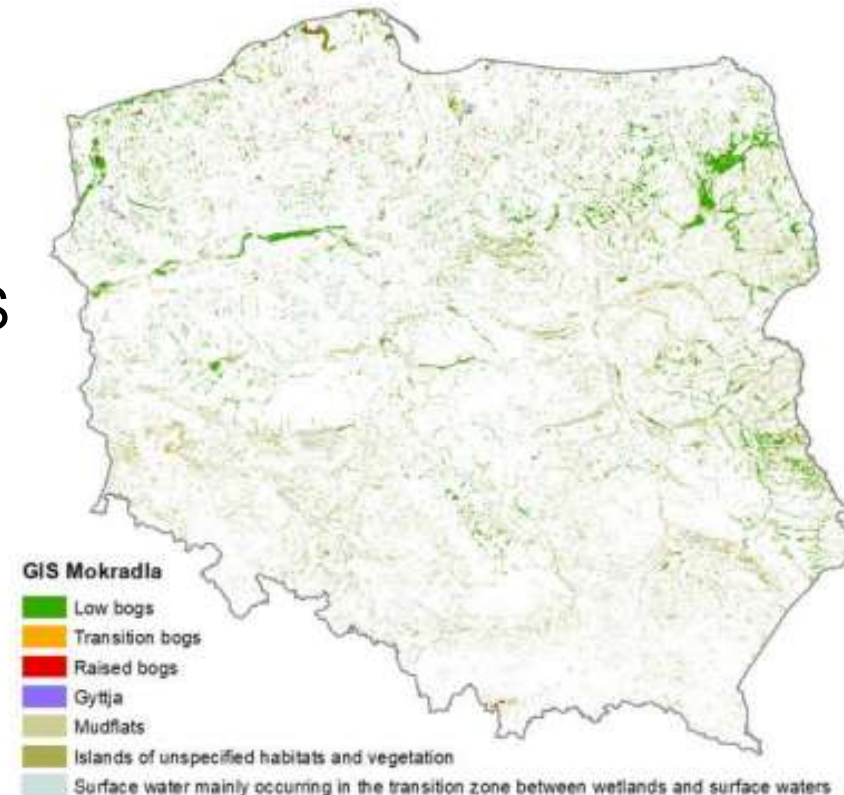 S
GIS Mokradla
Low bogs
Transition bogs
Raised bogs
Gyttja
Mudflats
Islands of unspecified habitats and vegetation
Surface water mainly occurring in the transition zone between wetlands and surface waters